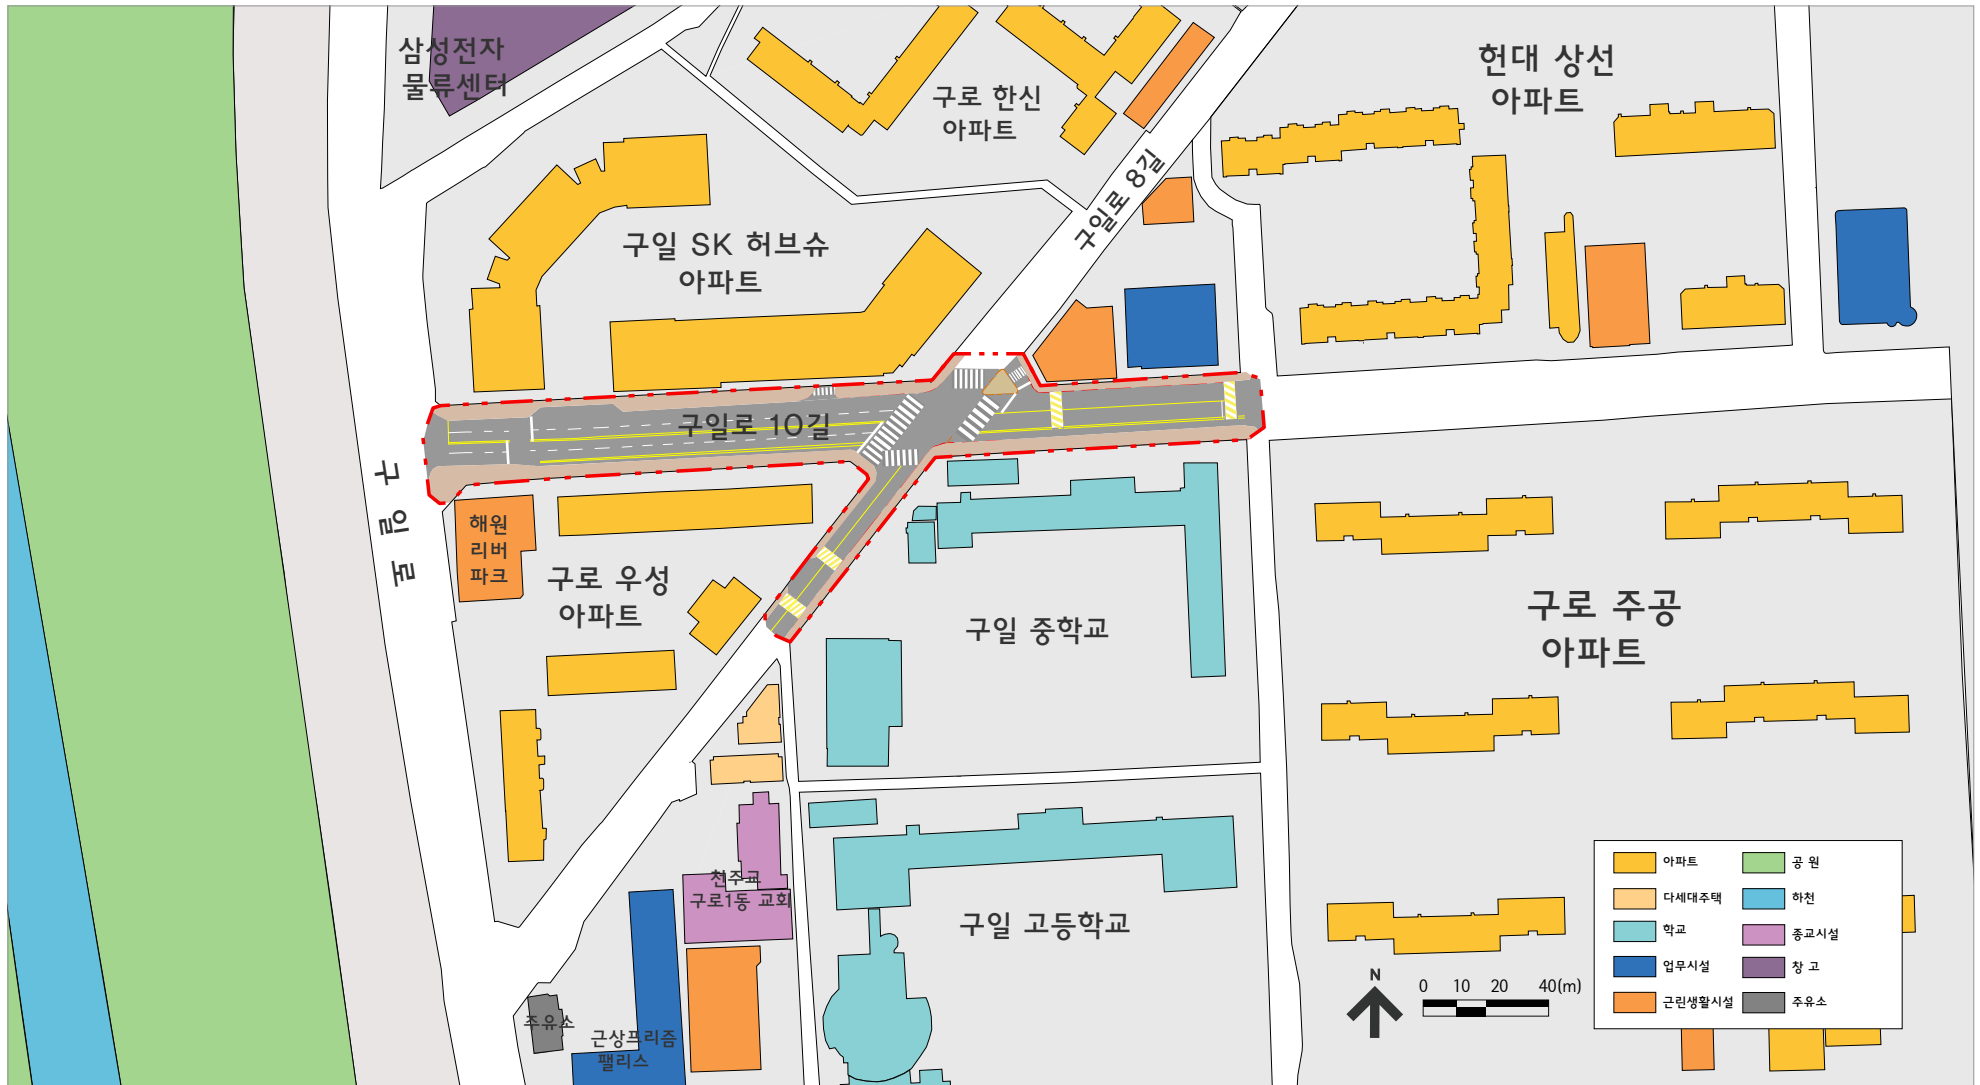 삼성전자
물류센터
구로 한신
아파트
헌대 상선
아파트
구일로 8길
구일 SK 허브슈
아파트
구일로 10길
구일로
해원
리버
파크
구로 우성
아파트
구일 중학교
구로 주공
아파트
천주교
구로1동 교회
구일 고등학교
주유소
근상프리즘
팰리스
N
0 10 20 40(m)
아파트 공 원
다세대주택 하천
학교 종교시설
업무시설 창 고
근린생활시설 주유소